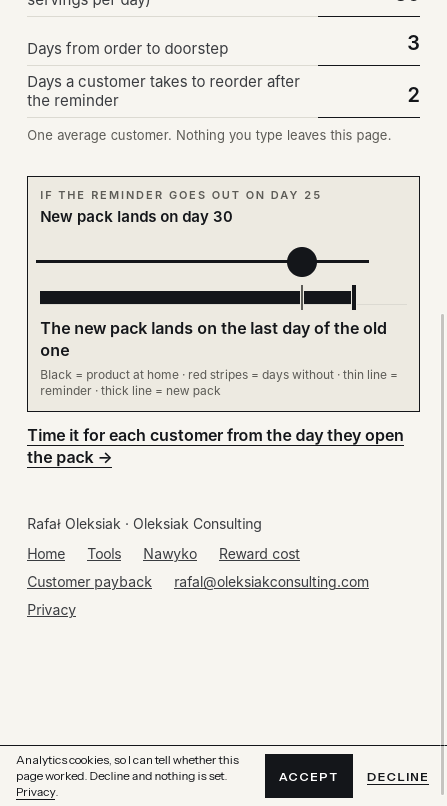 servings per day)
Days from order to doorstep
3
Days a customer takes to reorder after
the reminder
2
One average customer. Nothing you type leaves this page.
IF THE REMINDER GOES OUT ON DAY 25
New pack lands on day 30
The new pack lands on the last day of the old
one
Black = product at home · red stripes = days without · thin line =
reminder · thick line = new pack
Time it for each customer from the day they open
the pack →
Rafał Oleksiak · Oleksiak Consulting
Home Tools Nawyko Reward cost
Customer payback rafal@oleksiakconsulting.com
Privacy
Analytics cookies, so I can tell whether this
page worked. Decline and nothing is set.
Privacy.
ACCEPT
DECLINE